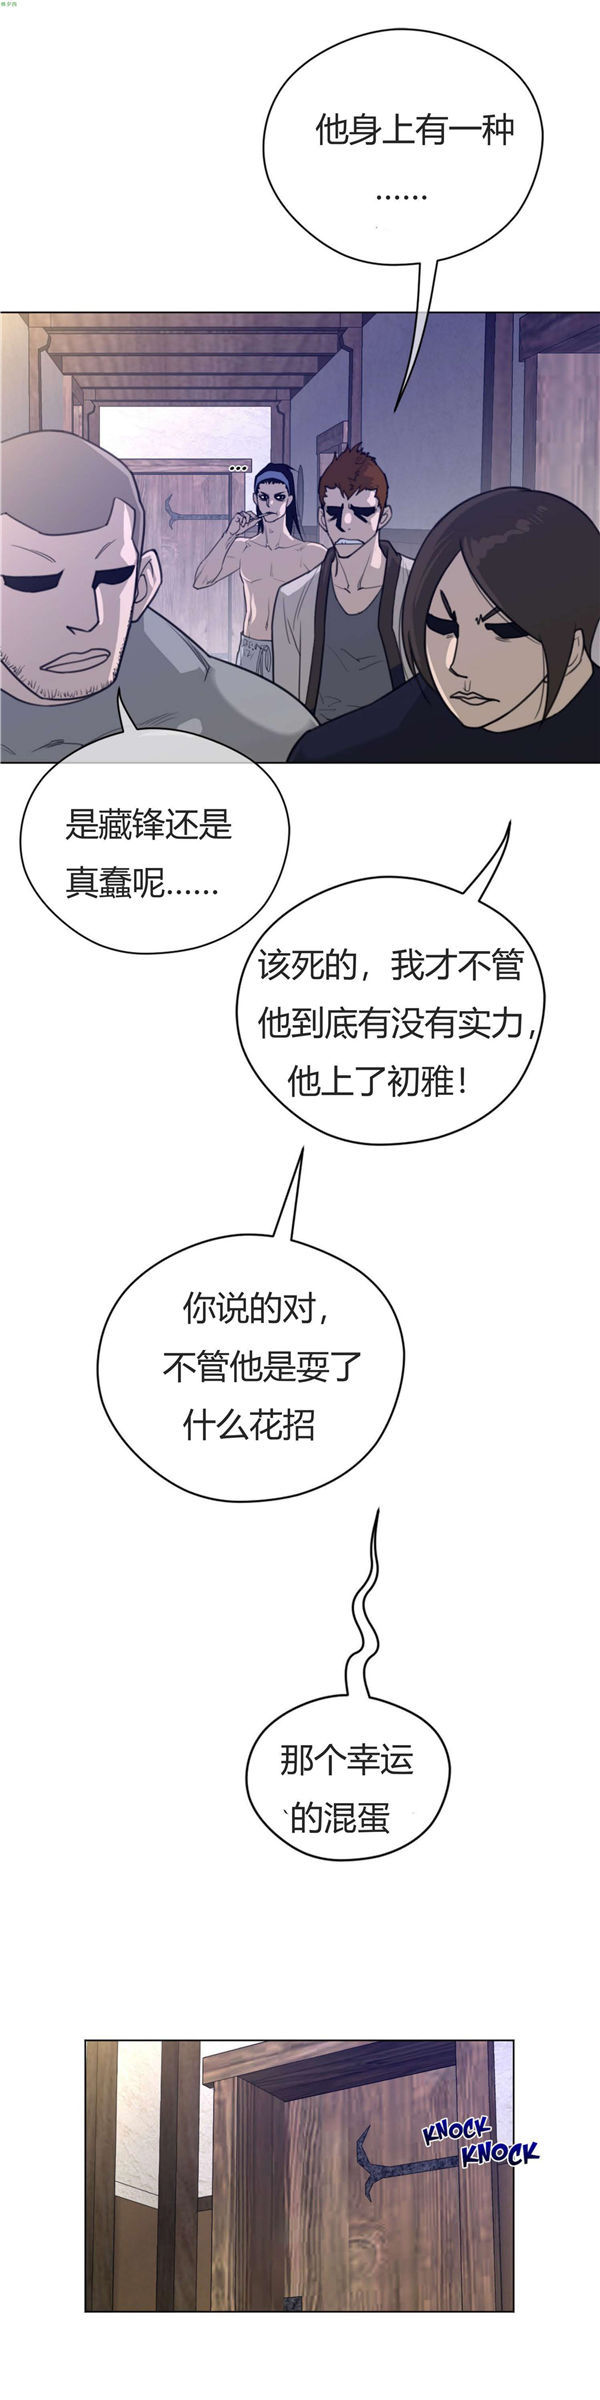 他身上有一种
……
...
是藏锋还是
真蠢呢……
该死的，我才不管
他到底有没有实力，
他上了初雅！
你说的对，
不管他是耍了
什么花招
那个幸运
的混蛋
KNOCK
KNOCK